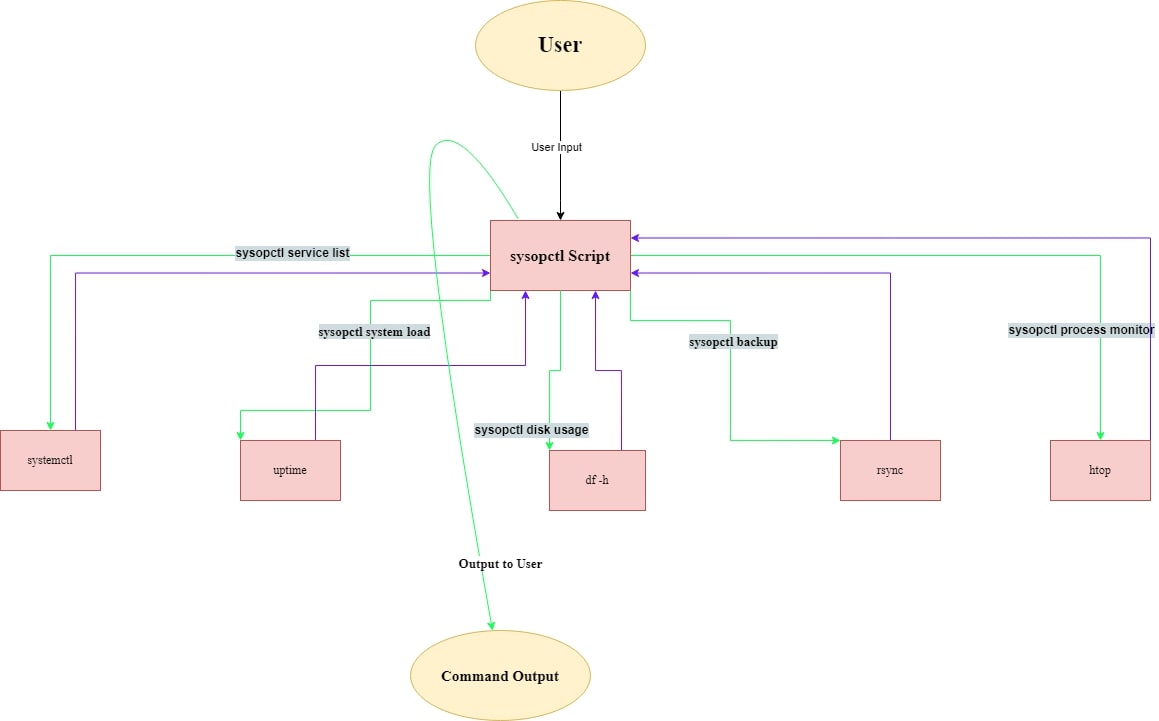 User
User Input
sysopctl Script
sysopctl service list
sysopctl system load
sysopctl process monitor
sysopctl backup
sysopctl disk usage
systemctl
uptime
df -h
rsync
htop
Output to User
Command Output